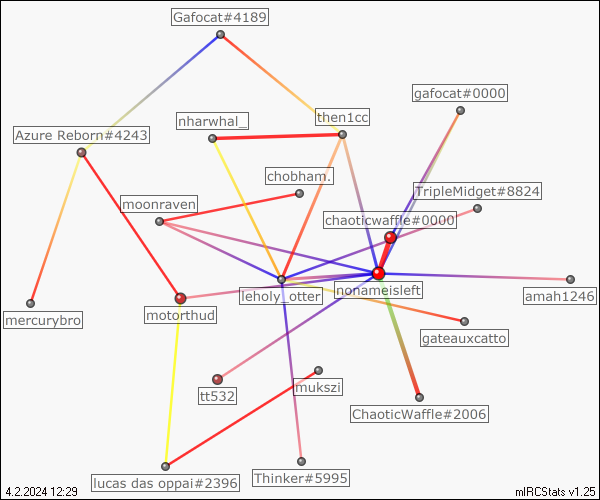 Gafocat#4189
gafocat#0000
nharwhal_
then1cc
Azure Reborn#4243
chobham.
TripleMidget#8824
moonraven
chaoticwaffle#0000
leholy_otter
nonameisleft
amah1246
mercurybro
motorthud
gateauxcatto
tt532
mukszi
ChaoticWaffle#2006
lucas das oppai#2396
Thinker#5995
4.2.2024 12:29
mIRCStats v1.25